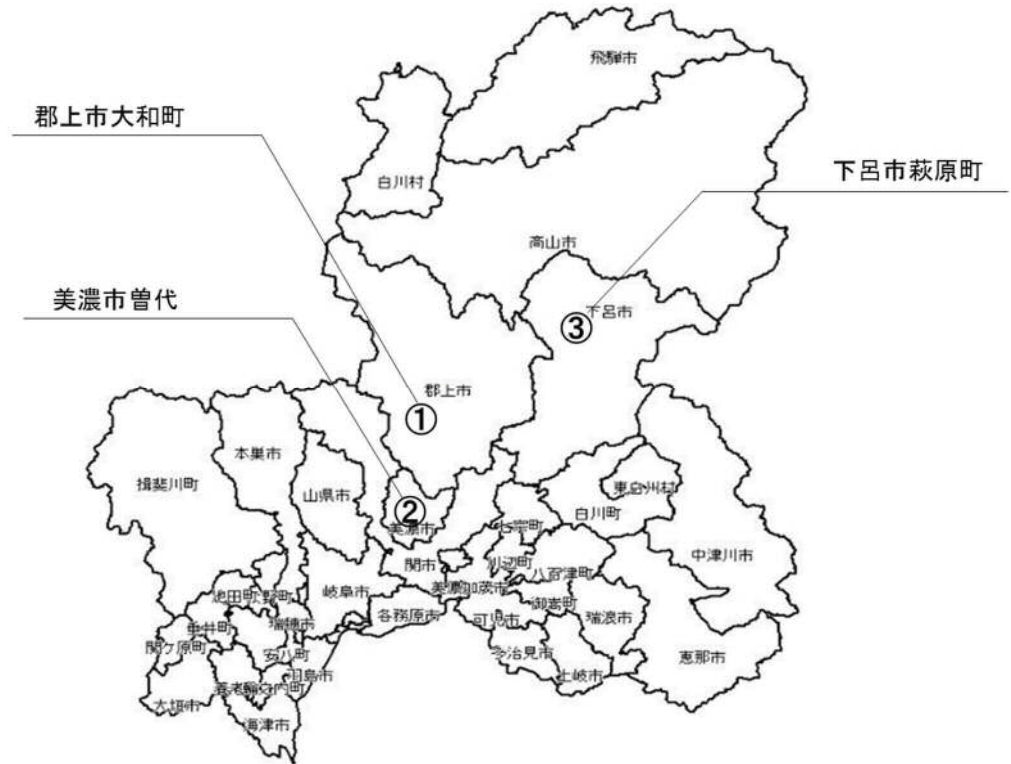 飛騨市
郡上市大和町
下呂市萩原町
白川村
高山市
美濃市曽代
下呂市
③
郡上市
①
本巣市
揖斐川町
山県市
東白川村
②
白川町
美濃市
七宗町
中津川市
関市
川辺町
八百津町
岐阜市
美濃加茂市
池田町
大野町
御嵩町
各務原市
可児市
瑞浪市
垂井町
瑞穂市
関ケ原町
安八町
多治見市
恵那市
土岐市
羽島市
養老町
輪之内町
大垣市
海津市